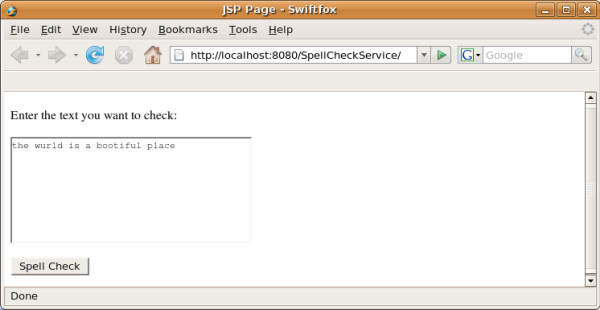 JSP Page - Swiftfox
File Edit View History Bookmarks Tools Help
http://localhost:8080/SpellCheckService/ G Google
Enter the text you want to check:
the wurld is a bootiful place
Spell Check
Done